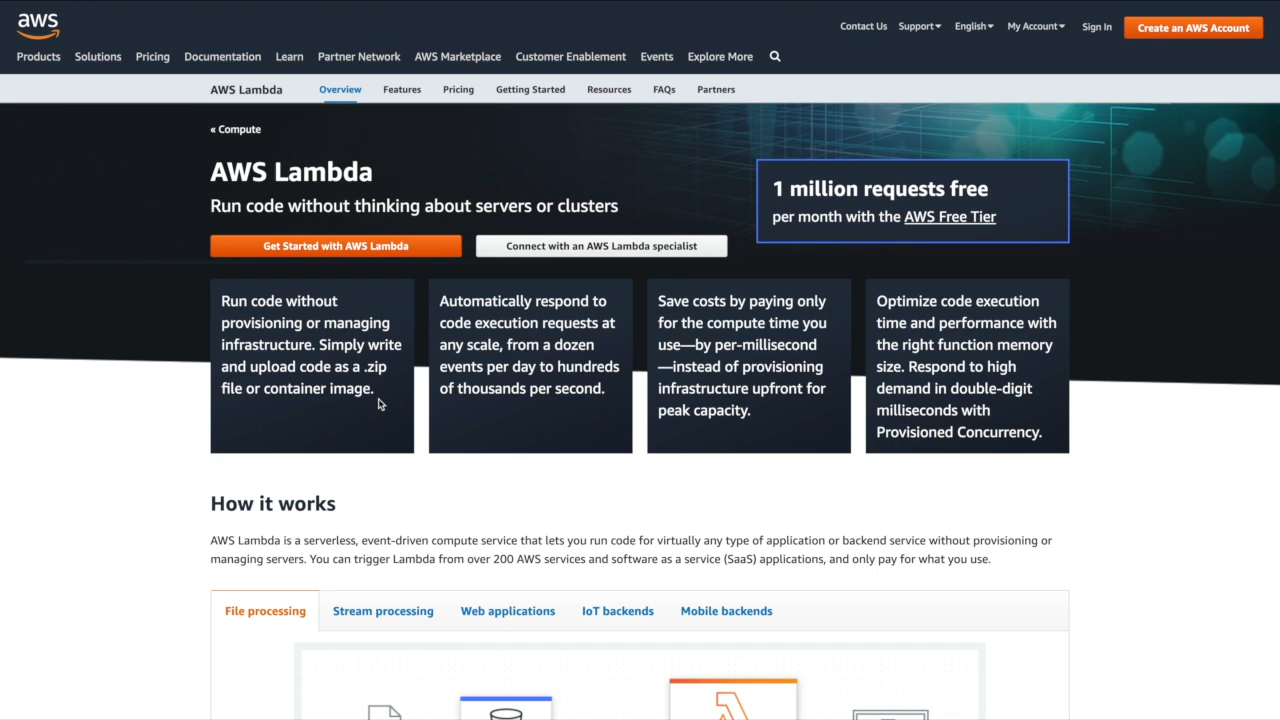 aws
Contact Us
Support
English
My Account
Sign In
Create an AWS Account
Products
Solutions
Pricing
Documentation
Learn
Partner Network
AWS Marketplace
Customer Enablement
Events
Explore More
AWS Lambda
Overview
Features
Pricing
Getting Started
Resources
FAQs
Partners
« Compute
AWS Lambda
Run code without thinking about servers or clusters
Get Started with AWS Lambda
Connect with an AWS Lambda specialist
1 million requests free
per month with the AWS Free Tier
Run code without
provisioning or managing
infrastructure. Simply write
and upload code as a .zip
file or container image.
Automatically respond to
code execution requests at
any scale, from a dozen
events per day to hundreds
of thousands per second.
Save costs by paying only
for the compute time you
use—by per-millisecond
—instead of provisioning
infrastructure upfront for
peak capacity.
Optimize code execution
time and performance with
the right function memory
size. Respond to high
demand in double-digit
milliseconds with
Provisioned Concurrency.
How it works
AWS Lambda is a serverless, event-driven compute service that lets you run code for virtually any type of application or backend service without provisioning or
managing servers. You can trigger Lambda from over 200 AWS services and software as a service (SaaS) applications, and only pay for what you use.
File processing
Stream processing
Web applications
IoT backends
Mobile backends